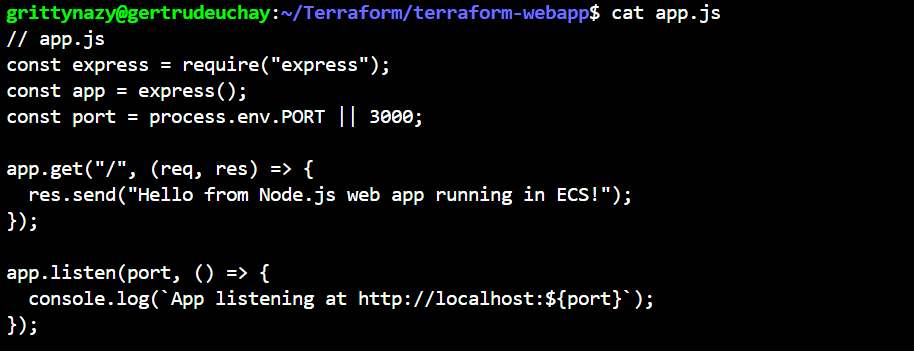 grittynazy@gertrudeuchay:~/Terraform/terraform-webapp$ cat app.js
// app.js
const express = require("express");
const app = express();
const port = process.env.PORT || 3000;

app.get("/", (req, res) => {
  res.send("Hello from Node.js web app running in ECS!");
});

app.listen(port, () => {
  console.log(`App listening at http://localhost:${port}`);
});